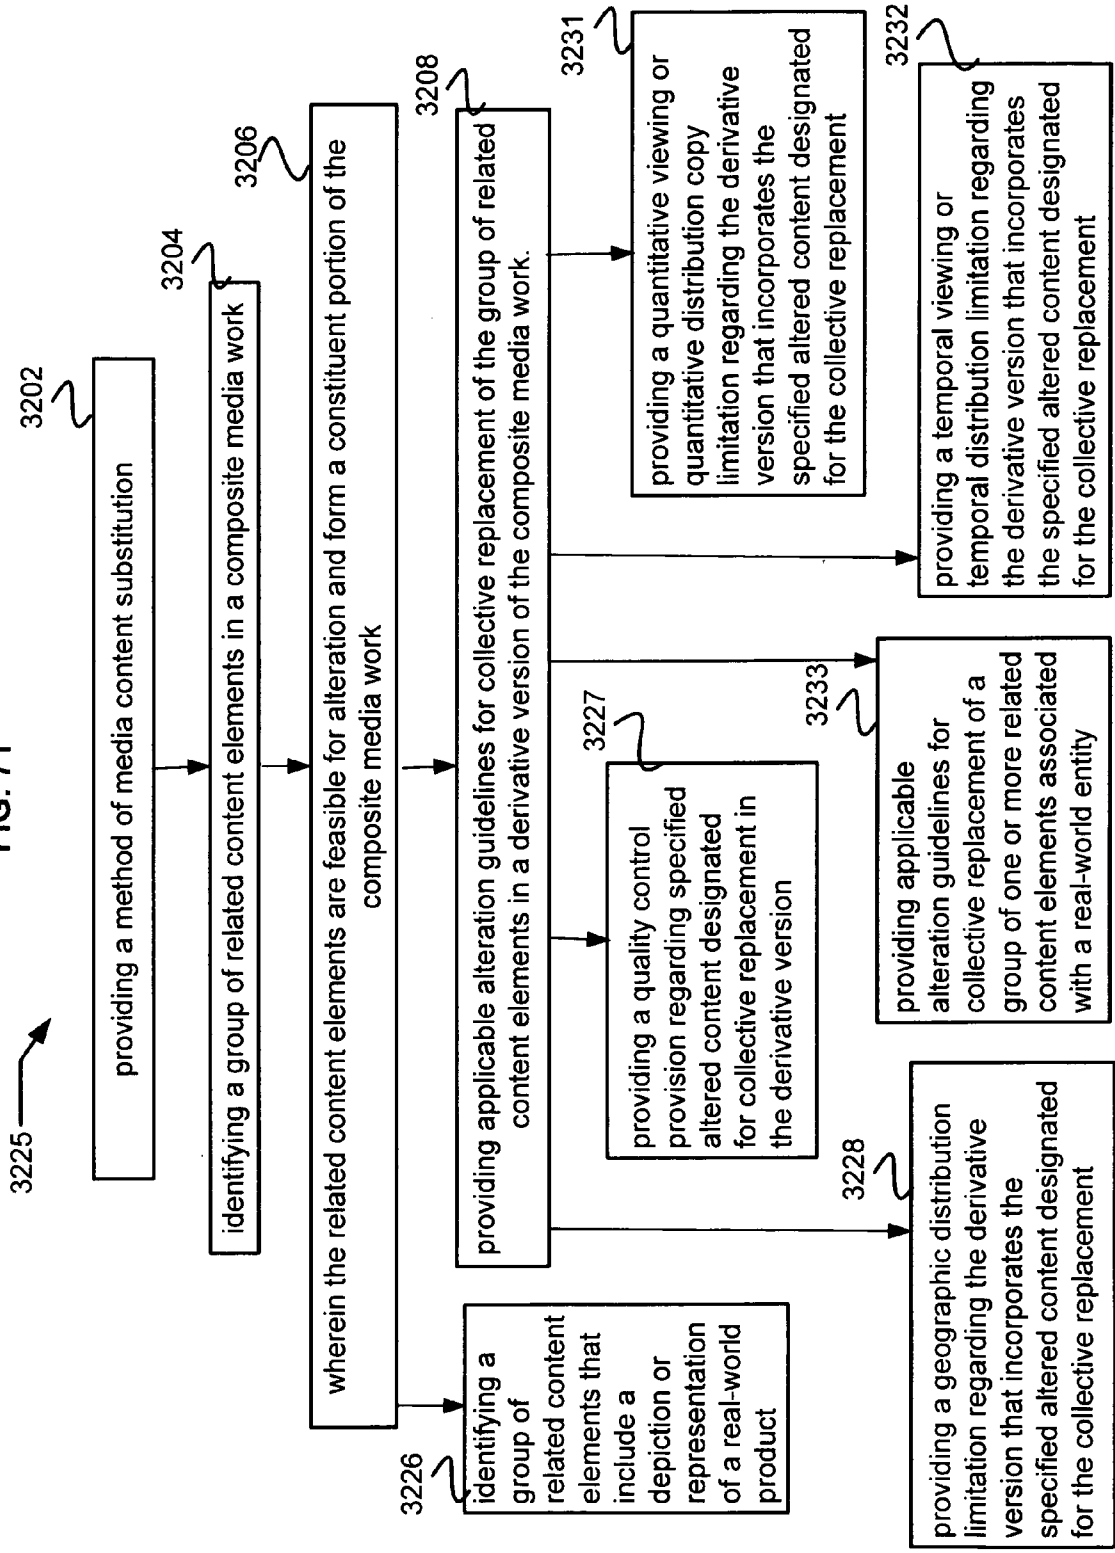 FIG. 71
3225
3202
providing a method of media content substitution
3204
identifying a group of related content elements in a composite media work
3206
wherein the related content elements are feasible for alteration and form a constituent portion of the
composite media work
3208
providing applicable alteration guidelines for collective replacement of the group of related
content elements in a derivative version of the composite media work.
3226
identifying a
group of
related content
elements that
include a
depiction or
representation
of a real-world
product
3227
providing a quality control
provision regarding specified
altered content designated
for collective replacement in
the derivative version
3231
providing a quantitative viewing or
quantitative distribution copy
limitation regarding the derivative
version that incorporates the
specified altered content designated
for the collective replacement
3228
providing a geographic distribution
limitation regarding the derivative
version that incorporates the
specified altered content designated
for the collective replacement
3233
providing applicable
alteration guidelines for
collective replacement of a
group of one or more related
content elements associated
with a real-world entity
3232
providing a temporal viewing or
temporal distribution limitation regarding
the derivative version that incorporates
the specified altered content designated
for the collective replacement